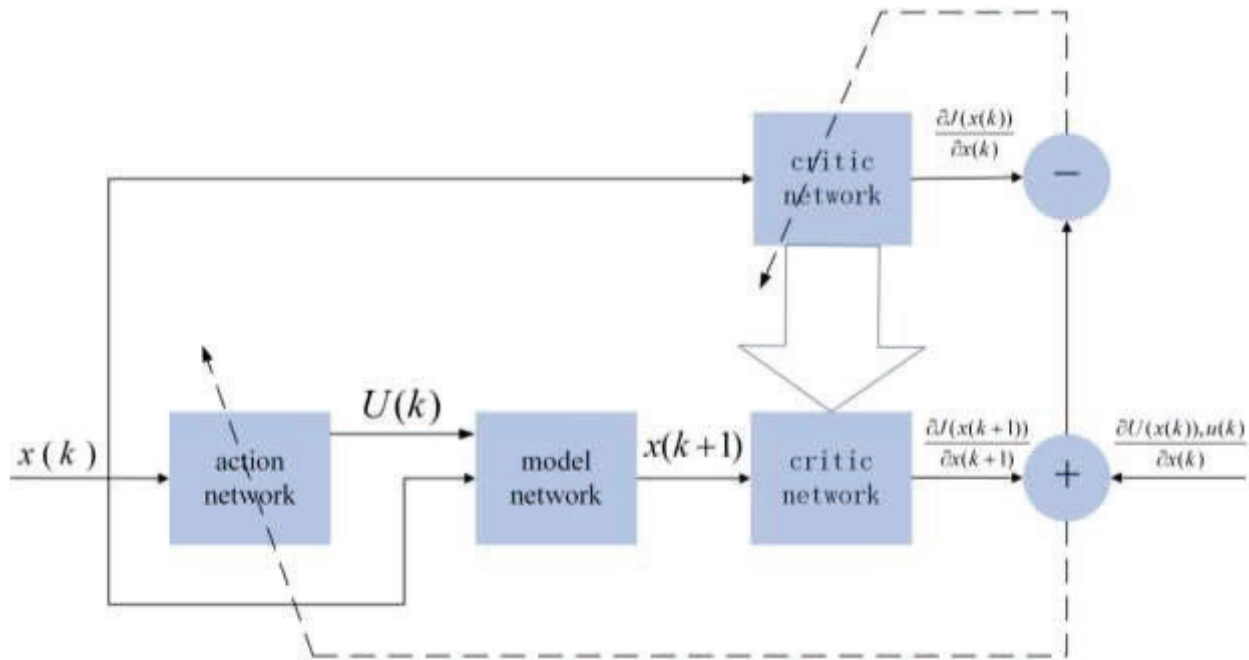 ∂J(x(k))
∂x(k)
critic
network
−
x(k)
action
network
U(k)
model
network
x(k+1)
critic
network
∂J(x(k+1))
∂x(k+1)
+
∂U(x(k)),u(k)
∂x(k)